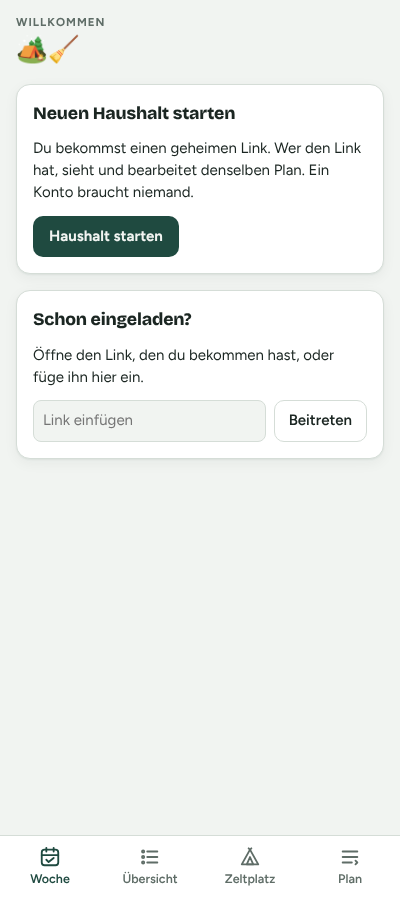 WILLKOMMEN
🏕️🧹
Neuen Haushalt starten
Du bekommst einen geheimen Link. Wer den Link
hat, sieht und bearbeitet denselben Plan. Ein
Konto braucht niemand.
Haushalt starten
Schon eingeladen?
Öffne den Link, den du bekommen hast, oder
füge ihn hier ein.
Link einfügen
Beitreten
Woche
Übersicht
Zeltplatz
Plan